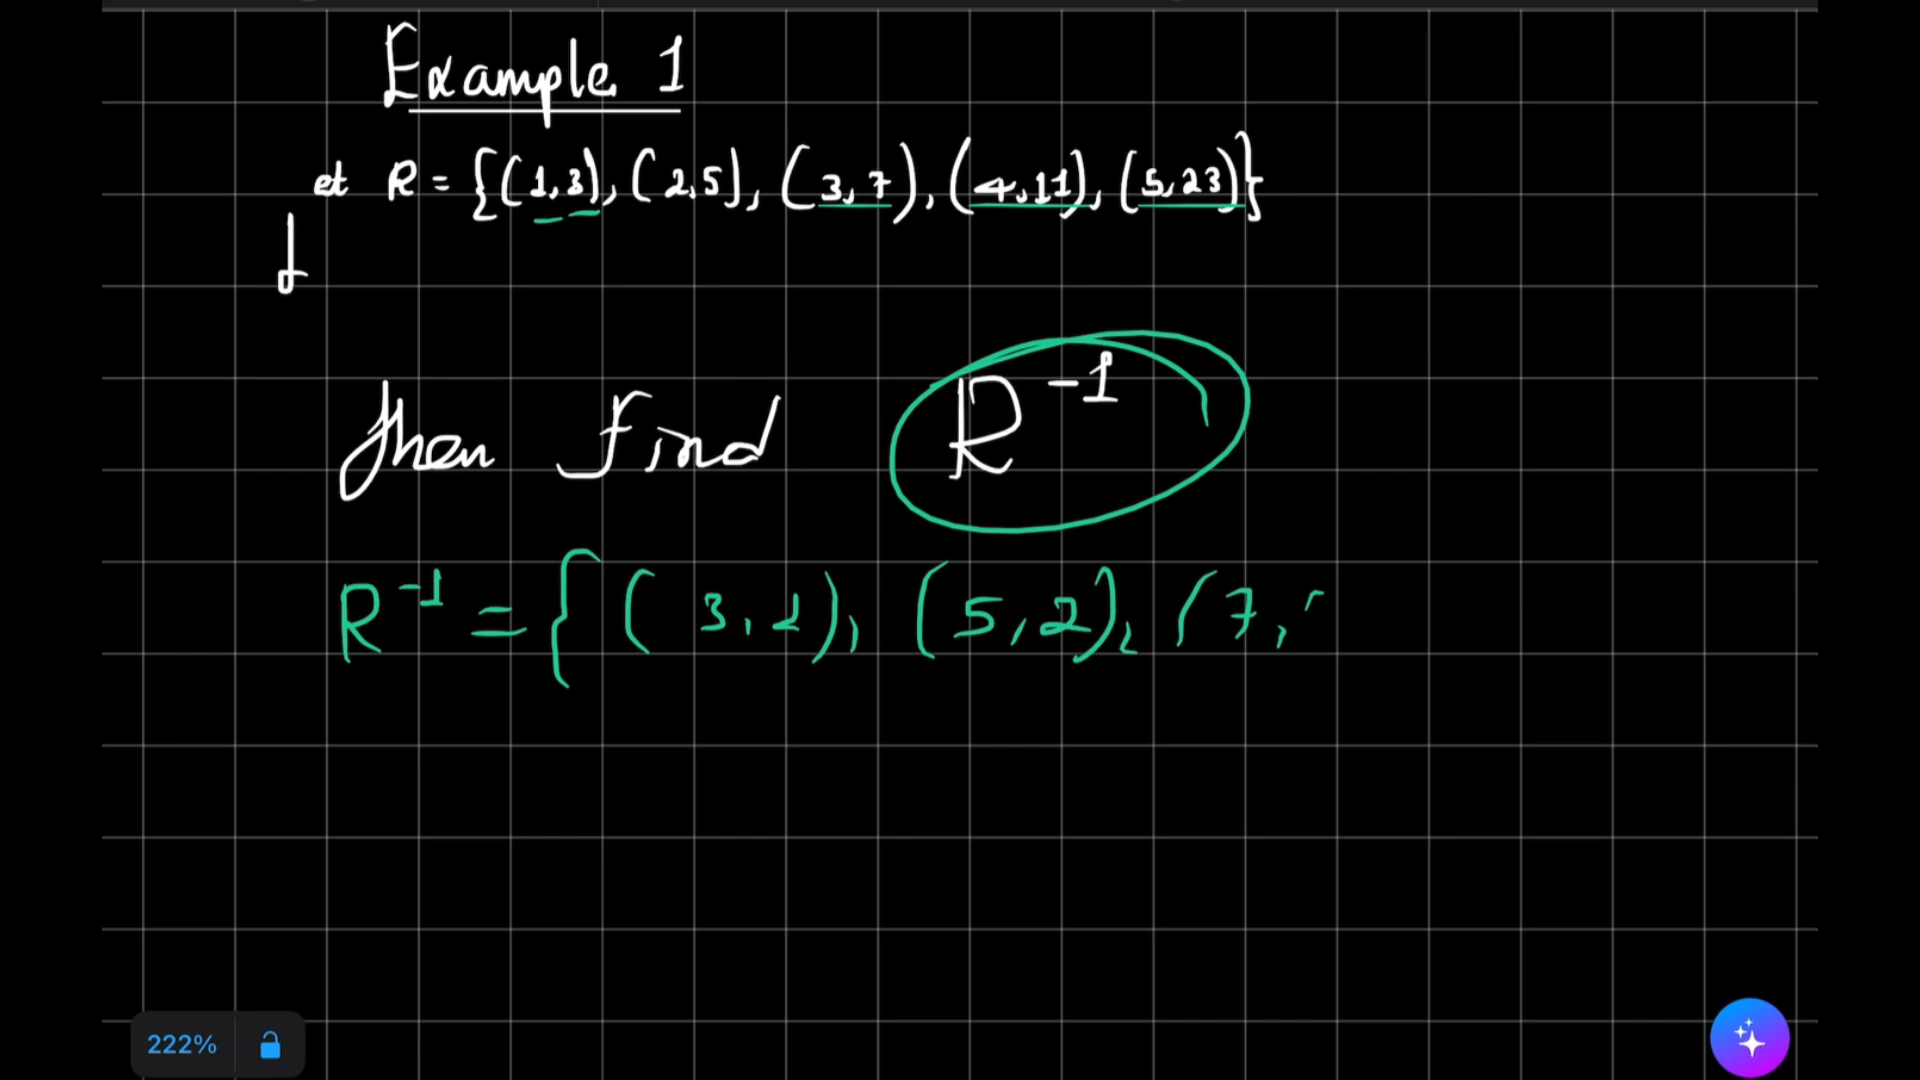 Example 1
et R = {(1,3), (2,5), (3,7), (4,11), (5,23)}
L
then find R⁻¹
R⁻¹ = { (3,1), (5,2), (7,
222%